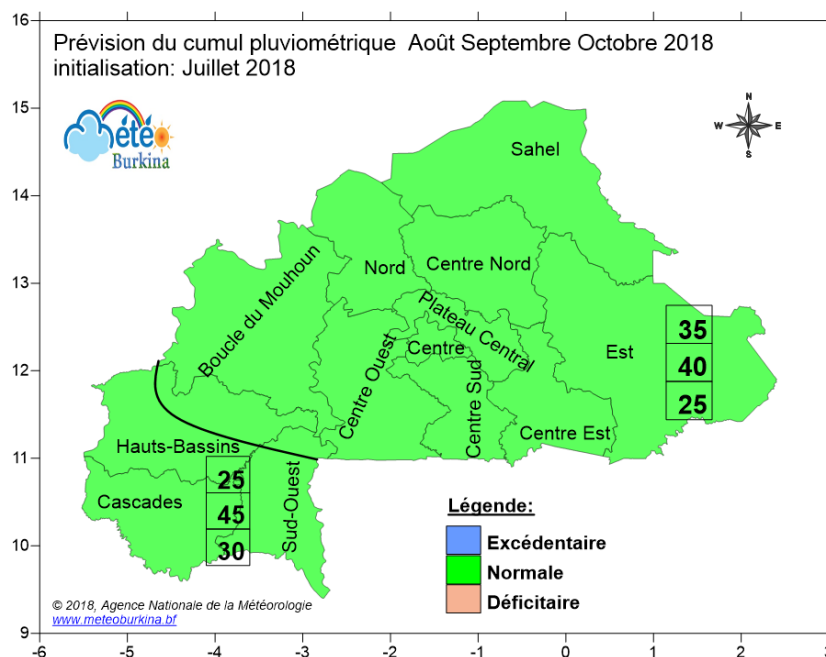 Prévision du cumul pluviométrique Août Septembre Octobre 2018
initialisation: Juillet 2018
Météo
Burkina
N
W
E
S
Sahel
Nord
Centre Nord
Boucle du Mouhoun
Plateau Central
Centre
Centre Ouest
Centre Sud
Est
Centre Est
35
40
25
Hauts-Bassins
Cascades
Sud-Ouest
25
45
30
Légende:
Excédentaire
Normale
Déficitaire
© 2018, Agence Nationale de la Météorologie
www.meteoburkina.bf
16
15
14
13
12
11
10
9
-6 -5 -4 -3 -2 -1 0 1 2 3